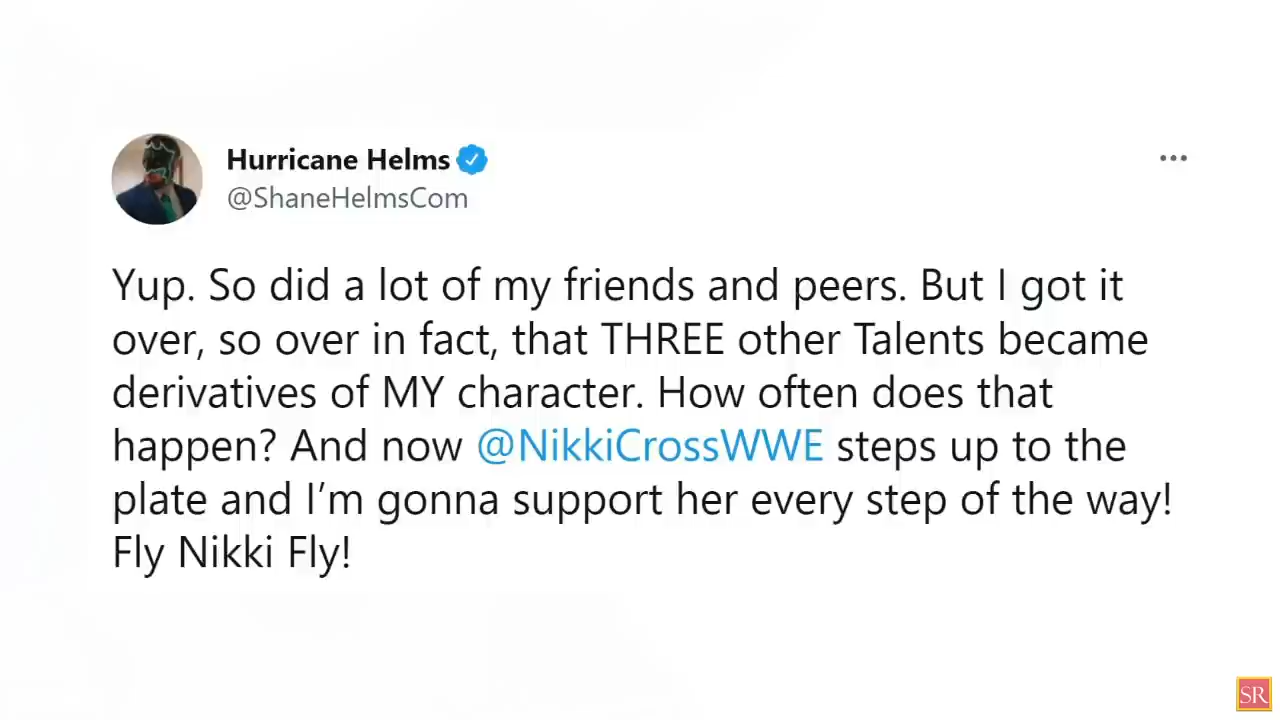 Hurricane Helms
@ShaneHelmsCom
Yup. So did a lot of my friends and peers. But I got it
over, so over in fact, that THREE other Talents became
derivatives of MY character. How often does that
happen? And now @NikkiCrossWWE steps up to the
plate and I’m gonna support her every step of the way!
Fly Nikki Fly!
SR